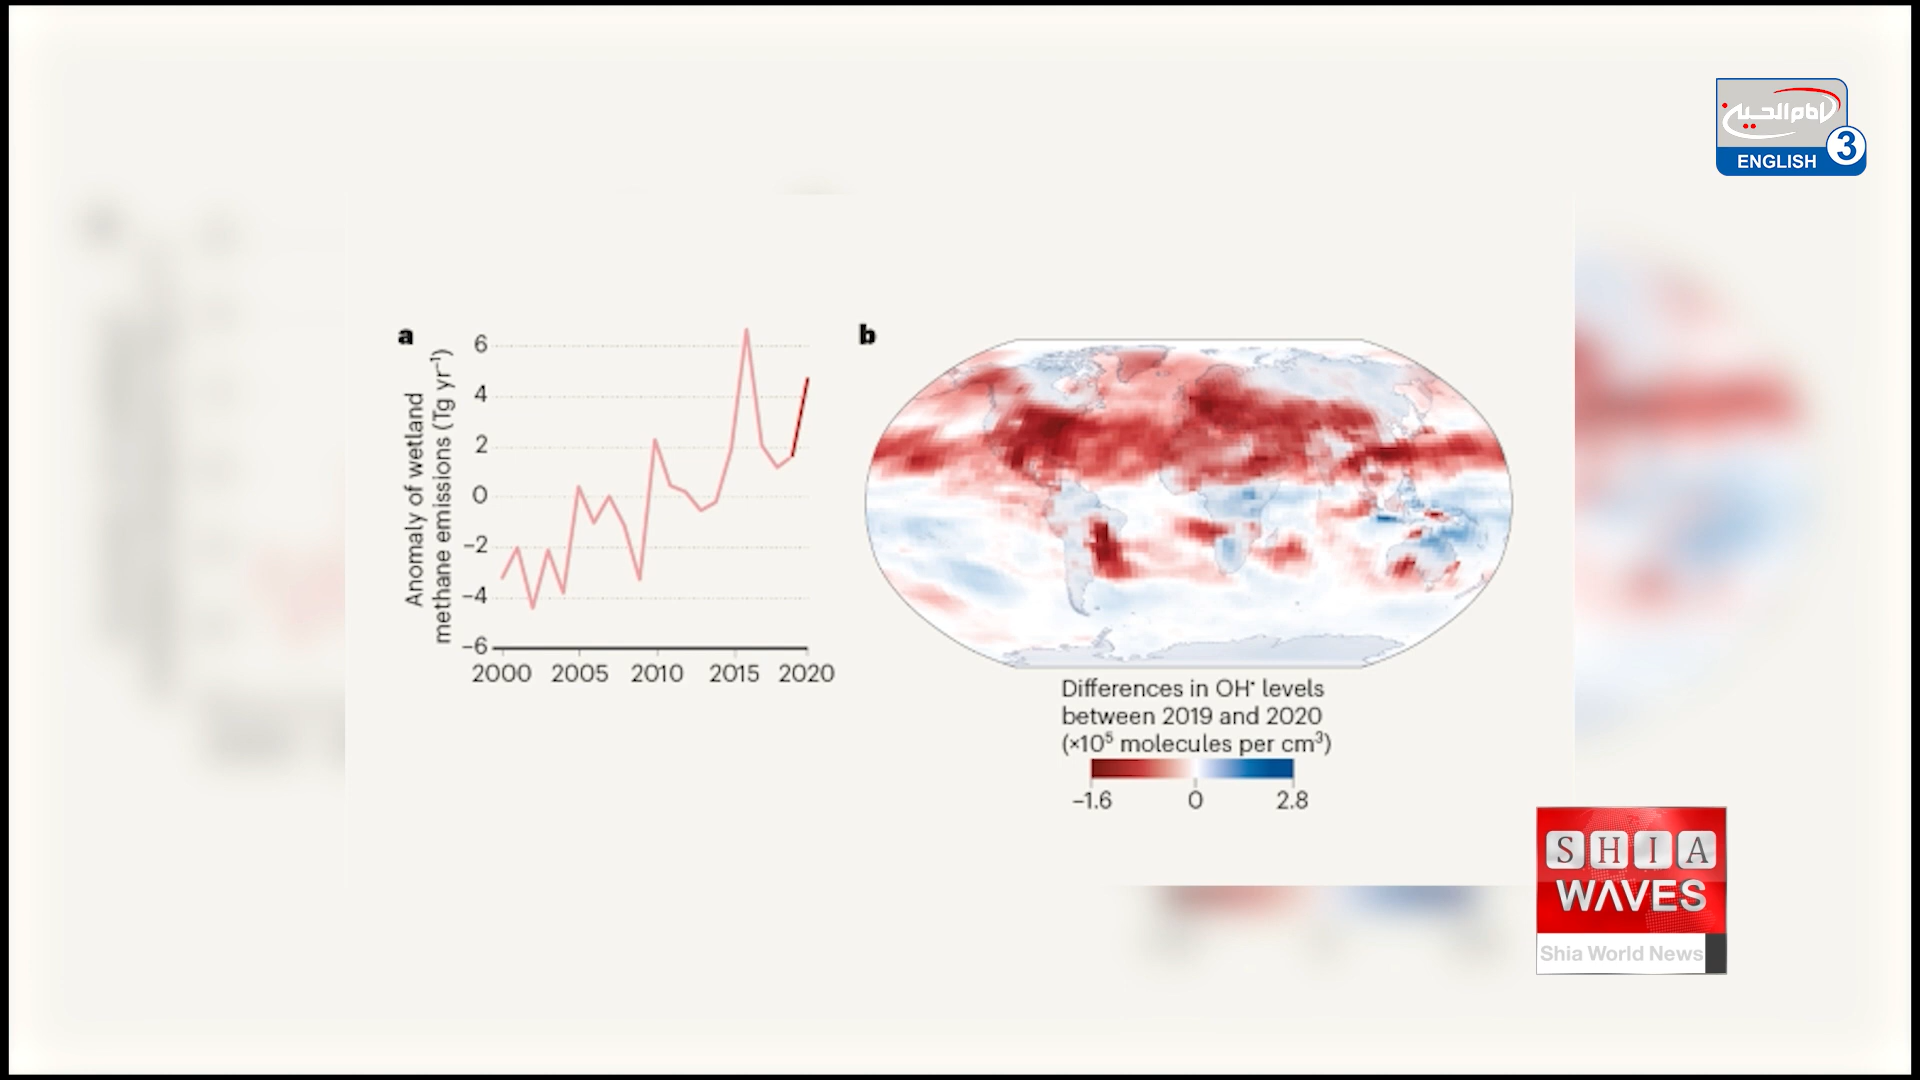 امام الحسین
ENGLISH 3
a
b
Anomaly of wetland
methane emissions (Tg yr⁻¹)
6
4
2
0
−2
−4
−6
2000 2005 2010 2015 2020
Differences in OH• levels
between 2019 and 2020
(×10⁵ molecules per cm³)
−1.6 0 2.8
SHIA
WAVES
Shia World News